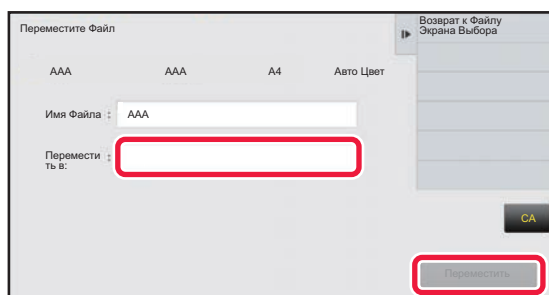 Переместите Файл
Возврат к Файлу
Экрана Выбора
AAA AAA A4 Авто Цвет
Имя Файла : AAA
Перемести :
ть в:
CA
Переместить